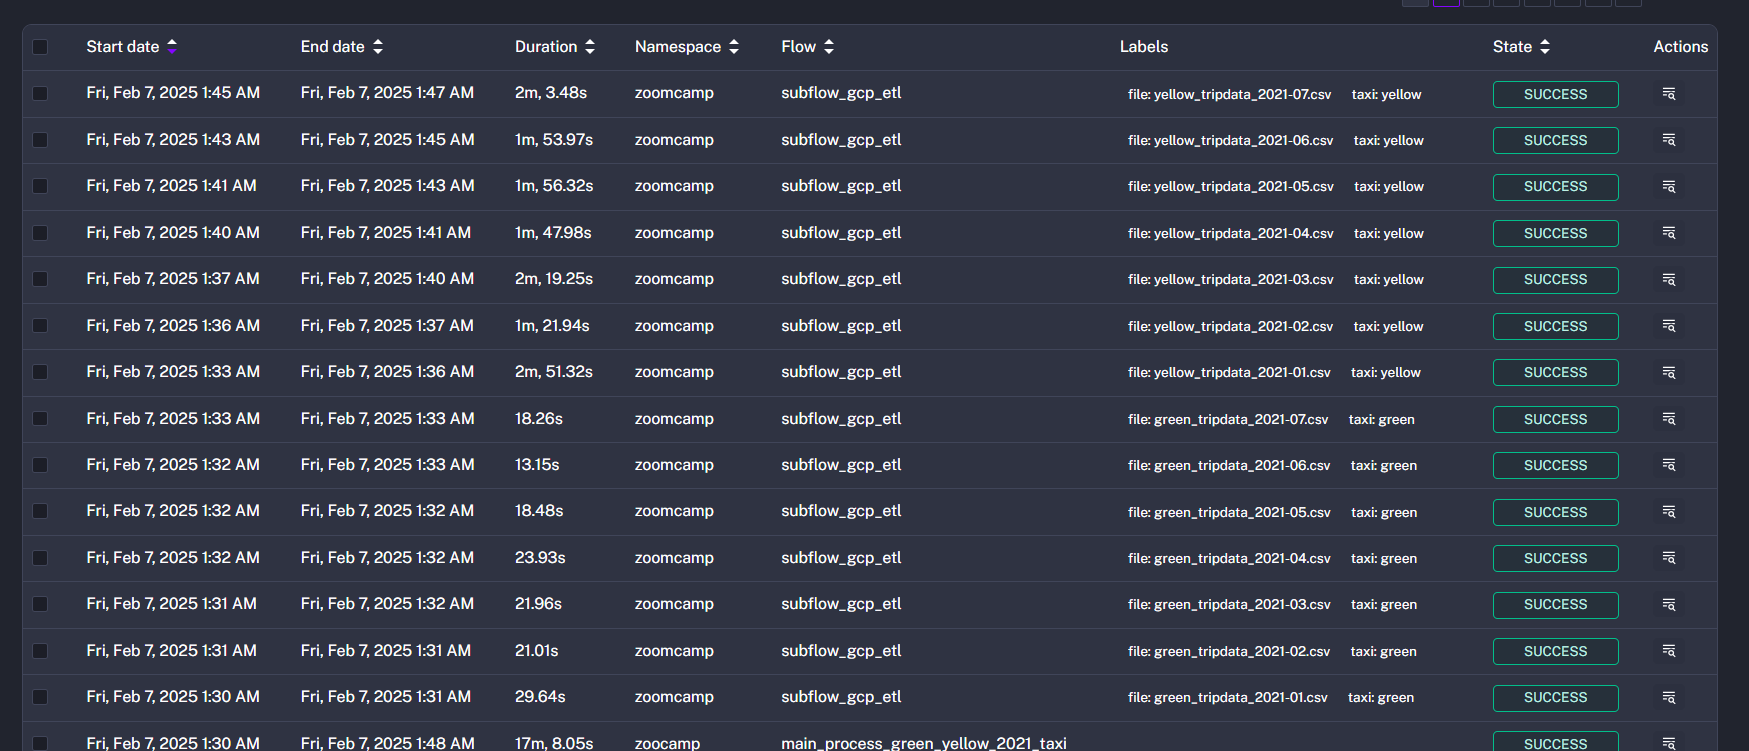 Start date End date Duration Namespace Flow Labels State Actions
Fri, Feb 7, 2025 1:45 AM Fri, Feb 7, 2025 1:47 AM 2m, 3.48s zoomcamp subflow_gcp_etl file: yellow_tripdata_2021-07.csv taxi: yellow SUCCESS
Fri, Feb 7, 2025 1:43 AM Fri, Feb 7, 2025 1:45 AM 1m, 53.97s zoomcamp subflow_gcp_etl file: yellow_tripdata_2021-06.csv taxi: yellow SUCCESS
Fri, Feb 7, 2025 1:41 AM Fri, Feb 7, 2025 1:43 AM 1m, 56.32s zoomcamp subflow_gcp_etl file: yellow_tripdata_2021-05.csv taxi: yellow SUCCESS
Fri, Feb 7, 2025 1:40 AM Fri, Feb 7, 2025 1:41 AM 1m, 47.98s zoomcamp subflow_gcp_etl file: yellow_tripdata_2021-04.csv taxi: yellow SUCCESS
Fri, Feb 7, 2025 1:37 AM Fri, Feb 7, 2025 1:40 AM 2m, 19.25s zoomcamp subflow_gcp_etl file: yellow_tripdata_2021-03.csv taxi: yellow SUCCESS
Fri, Feb 7, 2025 1:36 AM Fri, Feb 7, 2025 1:37 AM 1m, 21.94s zoomcamp subflow_gcp_etl file: yellow_tripdata_2021-02.csv taxi: yellow SUCCESS
Fri, Feb 7, 2025 1:33 AM Fri, Feb 7, 2025 1:36 AM 2m, 51.32s zoomcamp subflow_gcp_etl file: yellow_tripdata_2021-01.csv taxi: yellow SUCCESS
Fri, Feb 7, 2025 1:33 AM Fri, Feb 7, 2025 1:33 AM 18.26s zoomcamp subflow_gcp_etl file: green_tripdata_2021-07.csv taxi: green SUCCESS
Fri, Feb 7, 2025 1:32 AM Fri, Feb 7, 2025 1:33 AM 13.15s zoomcamp subflow_gcp_etl file: green_tripdata_2021-06.csv taxi: green SUCCESS
Fri, Feb 7, 2025 1:32 AM Fri, Feb 7, 2025 1:32 AM 18.48s zoomcamp subflow_gcp_etl file: green_tripdata_2021-05.csv taxi: green SUCCESS
Fri, Feb 7, 2025 1:32 AM Fri, Feb 7, 2025 1:32 AM 23.93s zoomcamp subflow_gcp_etl file: green_tripdata_2021-04.csv taxi: green SUCCESS
Fri, Feb 7, 2025 1:31 AM Fri, Feb 7, 2025 1:32 AM 21.96s zoomcamp subflow_gcp_etl file: green_tripdata_2021-03.csv taxi: green SUCCESS
Fri, Feb 7, 2025 1:31 AM Fri, Feb 7, 2025 1:31 AM 21.01s zoomcamp subflow_gcp_etl file: green_tripdata_2021-02.csv taxi: green SUCCESS
Fri, Feb 7, 2025 1:30 AM Fri, Feb 7, 2025 1:31 AM 29.64s zoomcamp subflow_gcp_etl file: green_tripdata_2021-01.csv taxi: green SUCCESS
Fri, Feb 7, 2025 1:30 AM Fri, Feb 7, 2025 1:48 AM 17m, 8.05s zoocamp main_process_green_yellow_2021_taxi SUCCESS